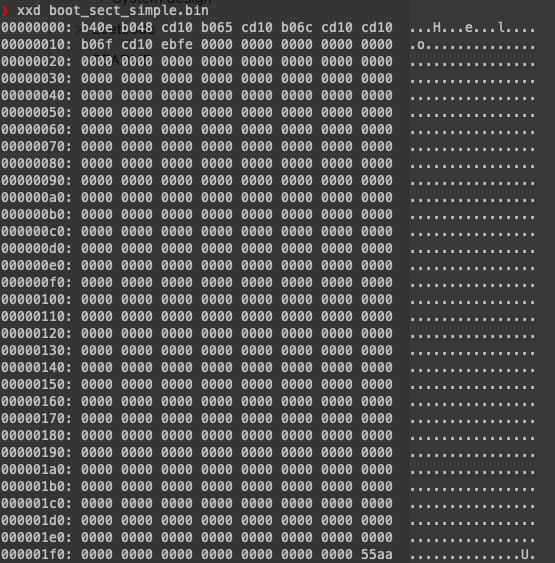 ❯ xxd boot_sect_simple.bin
00000000: b40e b048 cd10 b065 cd10 b06c cd10 cd10  ...H...e...l....
00000010: b06f cd10 ebfe 0000 0000 0000 0000 0000  .o..............
00000020: 0000 0000 0000 0000 0000 0000 0000 0000  ................
00000030: 0000 0000 0000 0000 0000 0000 0000 0000  ................
00000040: 0000 0000 0000 0000 0000 0000 0000 0000  ................
00000050: 0000 0000 0000 0000 0000 0000 0000 0000  ................
00000060: 0000 0000 0000 0000 0000 0000 0000 0000  ................
00000070: 0000 0000 0000 0000 0000 0000 0000 0000  ................
00000080: 0000 0000 0000 0000 0000 0000 0000 0000  ................
00000090: 0000 0000 0000 0000 0000 0000 0000 0000  ................
000000a0: 0000 0000 0000 0000 0000 0000 0000 0000  ................
000000b0: 0000 0000 0000 0000 0000 0000 0000 0000  ................
000000c0: 0000 0000 0000 0000 0000 0000 0000 0000  ................
000000d0: 0000 0000 0000 0000 0000 0000 0000 0000  ................
000000e0: 0000 0000 0000 0000 0000 0000 0000 0000  ................
000000f0: 0000 0000 0000 0000 0000 0000 0000 0000  ................
00000100: 0000 0000 0000 0000 0000 0000 0000 0000  ................
00000110: 0000 0000 0000 0000 0000 0000 0000 0000  ................
00000120: 0000 0000 0000 0000 0000 0000 0000 0000  ................
00000130: 0000 0000 0000 0000 0000 0000 0000 0000  ................
00000140: 0000 0000 0000 0000 0000 0000 0000 0000  ................
00000150: 0000 0000 0000 0000 0000 0000 0000 0000  ................
00000160: 0000 0000 0000 0000 0000 0000 0000 0000  ................
00000170: 0000 0000 0000 0000 0000 0000 0000 0000  ................
00000180: 0000 0000 0000 0000 0000 0000 0000 0000  ................
00000190: 0000 0000 0000 0000 0000 0000 0000 0000  ................
000001a0: 0000 0000 0000 0000 0000 0000 0000 0000  ................
000001b0: 0000 0000 0000 0000 0000 0000 0000 0000  ................
000001c0: 0000 0000 0000 0000 0000 0000 0000 0000  ................
000001d0: 0000 0000 0000 0000 0000 0000 0000 0000  ................
000001e0: 0000 0000 0000 0000 0000 0000 0000 0000  ................
000001f0: 0000 0000 0000 0000 0000 0000 0000 55aa  ..............U.